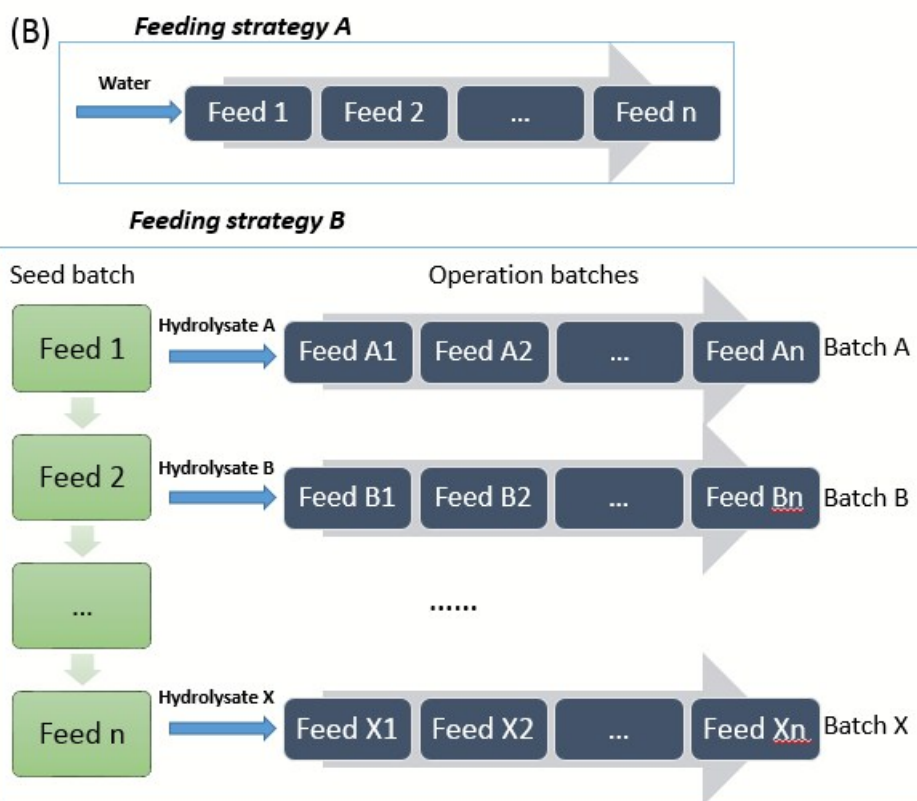 (B)
Feeding strategy A
Water
Feed 1 Feed 2 ... Feed n
Feeding strategy B
Seed batch Operation batches
Feed 1 Hydrolysate A Feed A1 Feed A2 ... Feed An Batch A
Feed 2 Hydrolysate B Feed B1 Feed B2 ... Feed Bn Batch B
... ......
Feed n Hydrolysate X Feed X1 Feed X2 ... Feed Xn Batch X